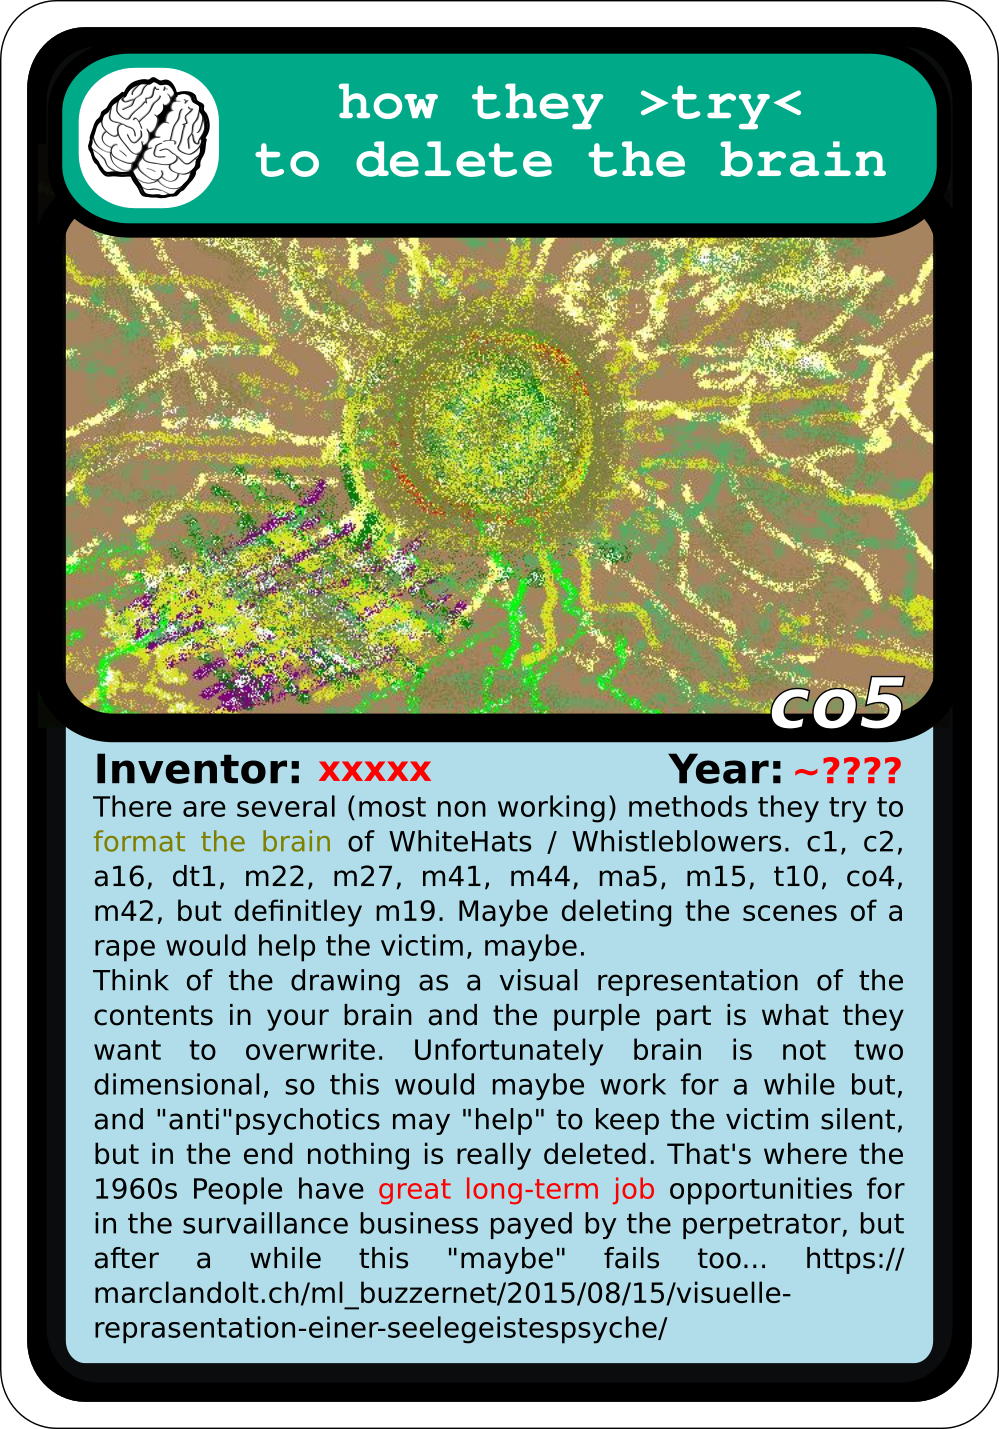 how they >try<
to delete the brain
co5
Inventor: xxxxx Year: ~????
There are several (most non working) methods they try to
format the brain of WhiteHats / Whistleblowers. c1, c2,
a16, dt1, m22, m27, m41, m44, ma5, m15, t10, co4,
m42, but definitley m19. Maybe deleting the scenes of a
rape would help the victim, maybe.
Think of the drawing as a visual representation of the
contents in your brain and the purple part is what they
want to overwrite. Unfortunately brain is not two
dimensional, so this would maybe work for a while but,
and "anti"psychotics may "help" to keep the victim silent,
but in the end nothing is really deleted. That's where the
1960s People have great long-term job opportunities for
in the survaillance business payed by the perpetrator, but
after a while this "maybe" fails too... https://
marclandolt.ch/ml_buzzernet/2015/08/15/visuelle-
reprasentation-einer-seelegeistespsyche/